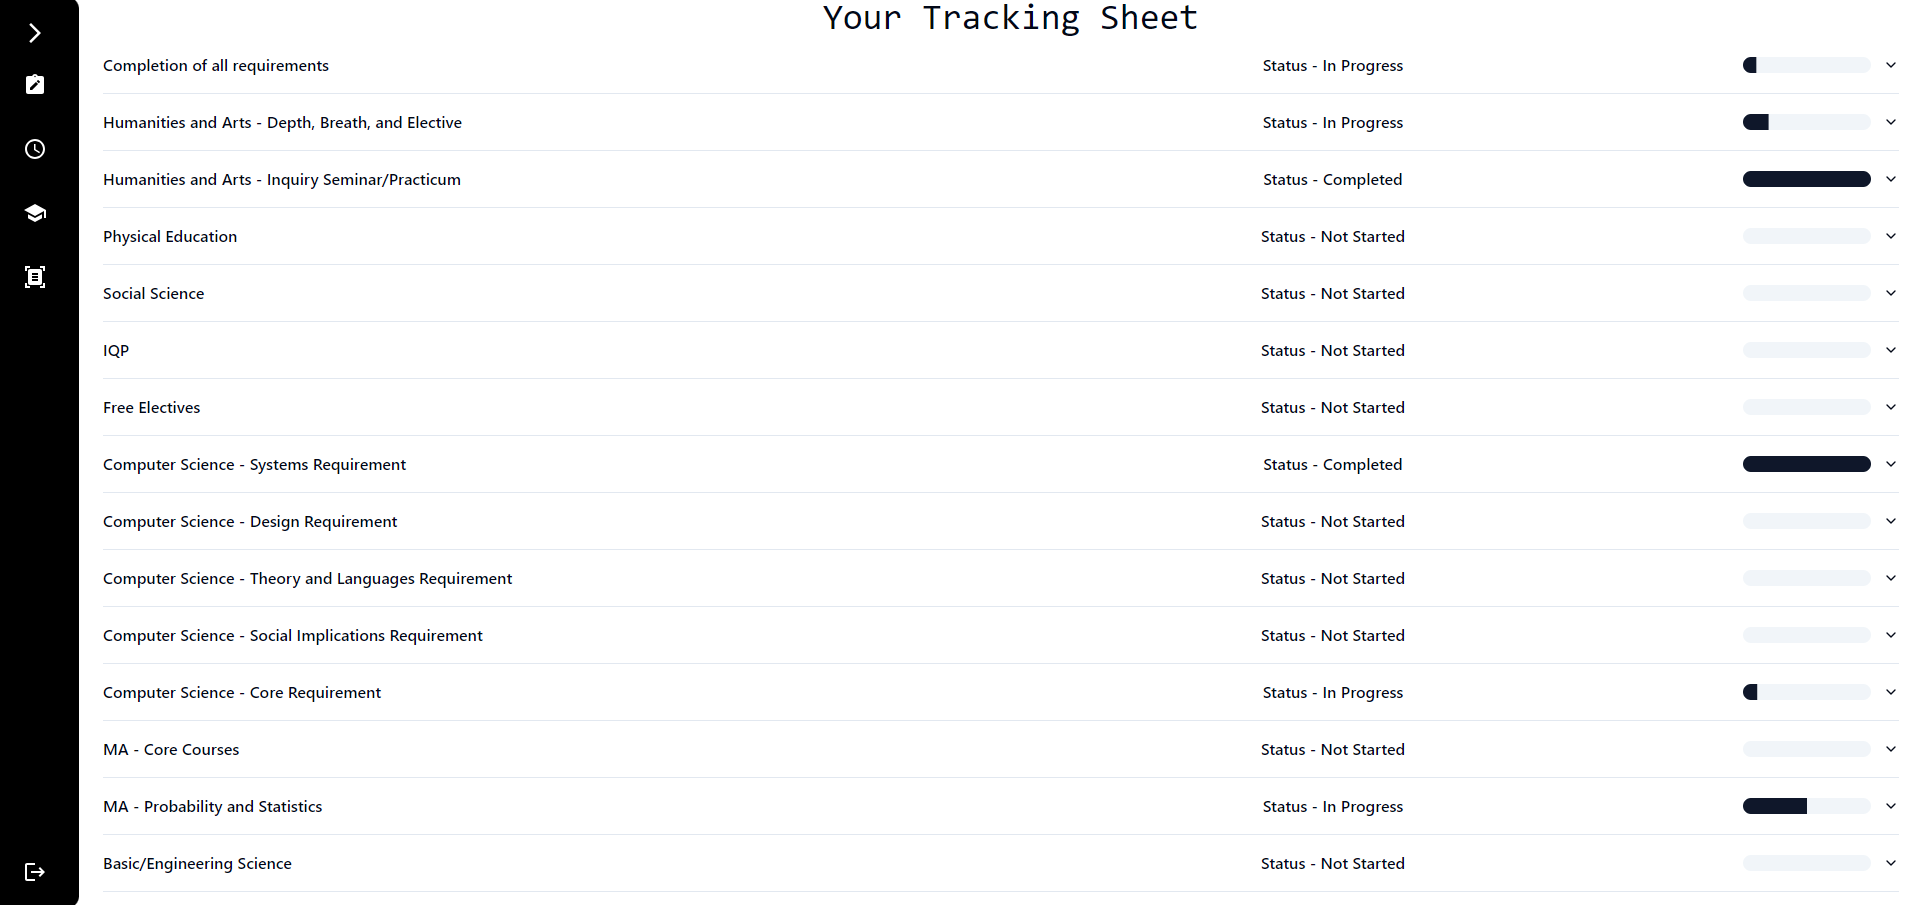 Your Tracking Sheet
Completion of all requirements Status - In Progress
Humanities and Arts - Depth, Breath, and Elective Status - In Progress
Humanities and Arts - Inquiry Seminar/Practicum Status - Completed
Physical Education Status - Not Started
Social Science Status - Not Started
IQP Status - Not Started
Free Electives Status - Not Started
Computer Science - Systems Requirement Status - Completed
Computer Science - Design Requirement Status - Not Started
Computer Science - Theory and Languages Requirement Status - Not Started
Computer Science - Social Implications Requirement Status - Not Started
Computer Science - Core Requirement Status - In Progress
MA - Core Courses Status - Not Started
MA - Probability and Statistics Status - In Progress
Basic/Engineering Science Status - Not Started